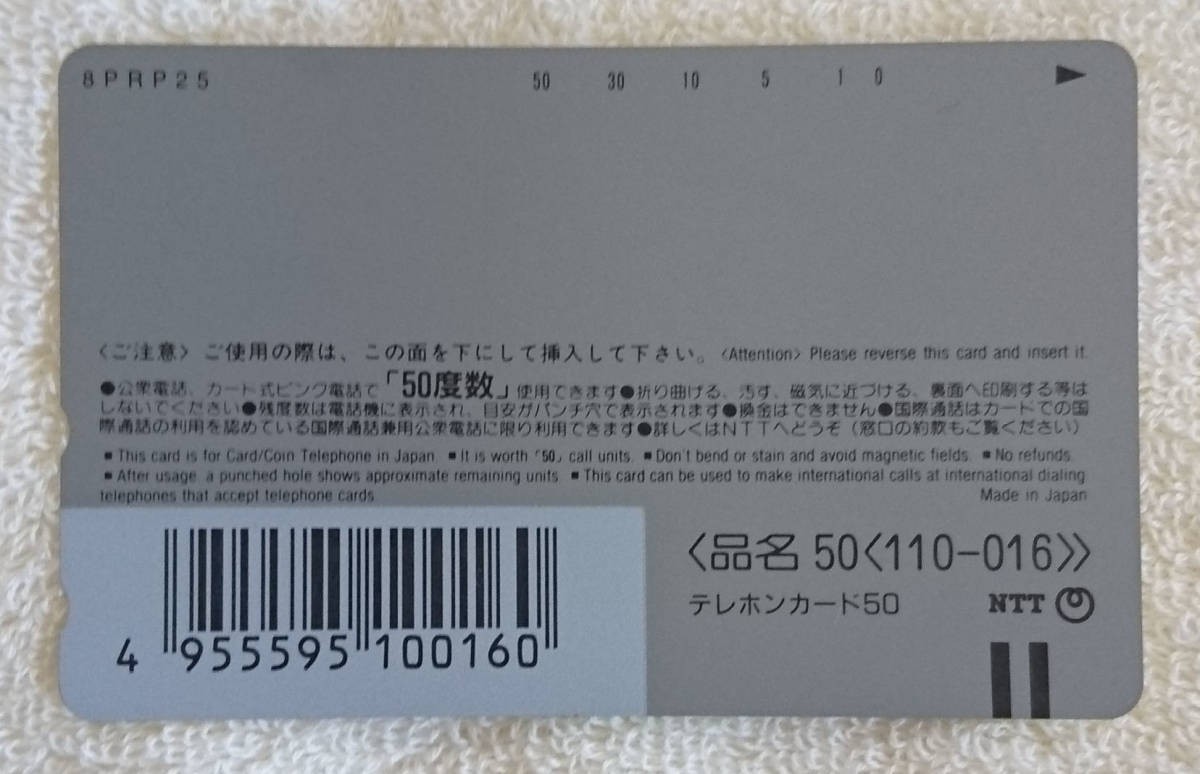 8PRP25 50 30 10 5 1 0
〈ご注意〉ご使用の際は、この面を下にして挿入して下さい。〈Attention〉 Please reverse this card and insert it.
●公衆電話、カード式ピンク電話で「50度数」使用できます●折り曲げる、汚す、磁気に近づける、裏面へ印刷する等は
しないでください●残度数は電話機に表示され、目安がパンチ穴で表示されます●換金はできません●国際通話はカードでの国
際通話の利用を認めている国際通話兼用公衆電話に限り利用できます●詳しくはNTTへどうぞ(窓口の約款もご覧ください)
■ This card is for Card/Coin Telephone in Japan. ■ It is worth「50」call units. ■ Don't bend or stain and avoid magnetic fields. ■ No refunds.
■ After usage a punched hole shows approximate remaining units. ■ This card can be used to make international calls at international dialing
telephones that accept telephone cards. Made in Japan
〈品名 50〈110-016〉〉
テレホンカード50 NTT
4 955595 100160